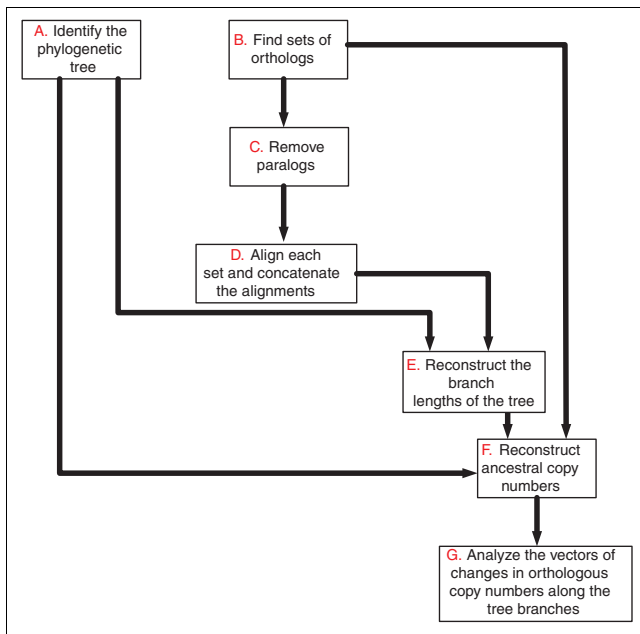 A. Identify the
phylogenetic
tree
B. Find sets of
orthologs
C. Remove
paralogs
D. Align each
set and concatenate
the alignments
E. Reconstruct the
branch
lengths of the tree
F. Reconstruct
ancestral copy
numbers
G. Analyze the vectors of
changes in orthologous
copy numbers along the
tree branches